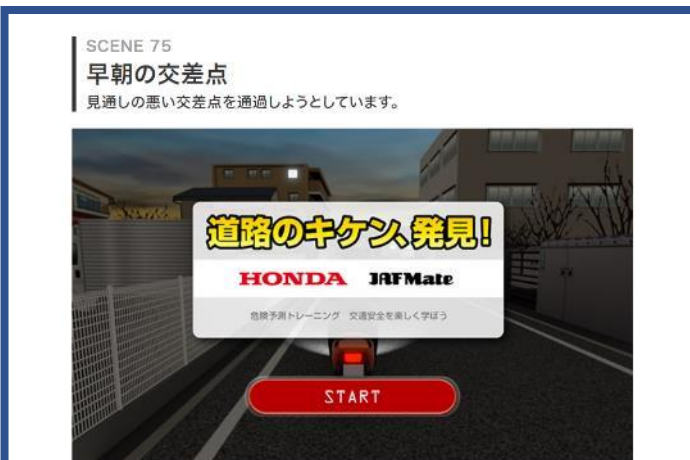 SCENE 75
早朝の交差点
見通しの悪い交差点を通過しようとしています。
道路のキケン、発見!
HONDA JAFMate
危険予測トレーニング 交通安全を楽しく学ぼう
START